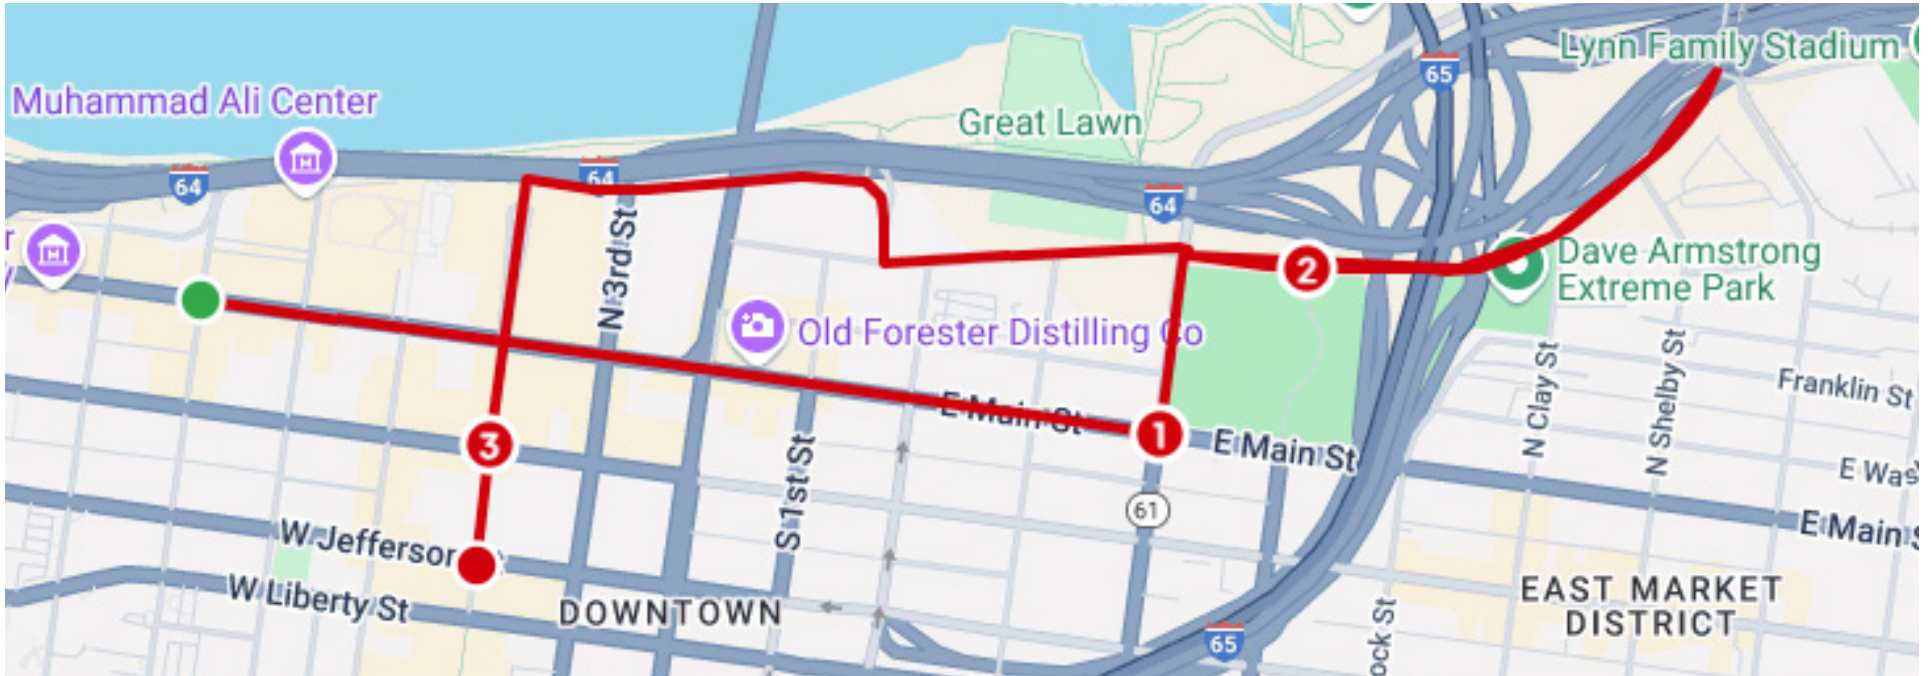 Lynn Family Stadium
65
Muhammad Ali Center
Great Lawn
64
64
64
N 3rd St
Dave Armstrong
Extreme Park
2
Old Forester Distilling Co
E Main St
1
E Main St
3
N Clay St
N Shelby St
Franklin St
61
S 1st St
E Was
E Main S
W Jefferson
W Liberty St
DOWNTOWN
EAST MARKET
DISTRICT
65
ock St